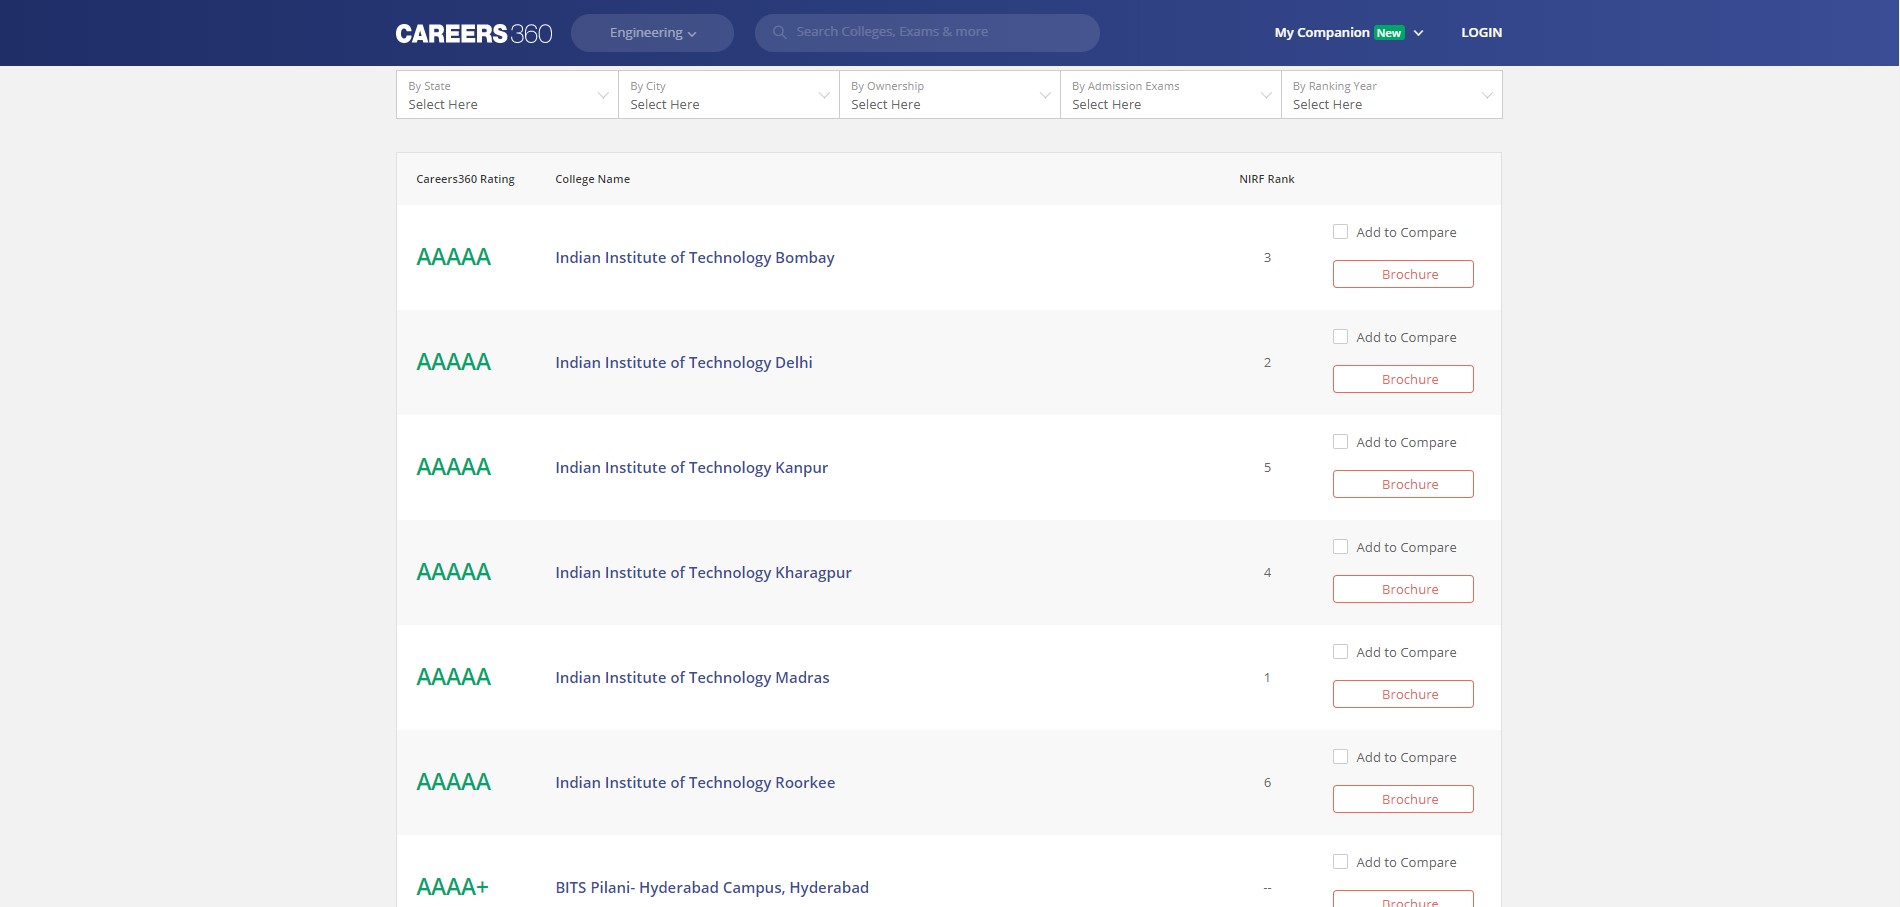 CAREERS360 Engineering Search Colleges, Exams & more My Companion New LOGIN
By State By City By Ownership By Admission Exams By Ranking Year
Select Here Select Here Select Here Select Here Select Here
Careers360 Rating College Name NIRF Rank
Add to Compare
AAAAA Indian Institute of Technology Bombay 3
Brochure
Add to Compare
AAAAA Indian Institute of Technology Delhi 2
Brochure
Add to Compare
AAAAA Indian Institute of Technology Kanpur 5
Brochure
Add to Compare
AAAAA Indian Institute of Technology Kharagpur 4
Brochure
Add to Compare
AAAAA Indian Institute of Technology Madras 1
Brochure
Add to Compare
AAAAA Indian Institute of Technology Roorkee 6
Brochure
Add to Compare
AAAA+ BITS Pilani- Hyderabad Campus, Hyderabad --
Brochure